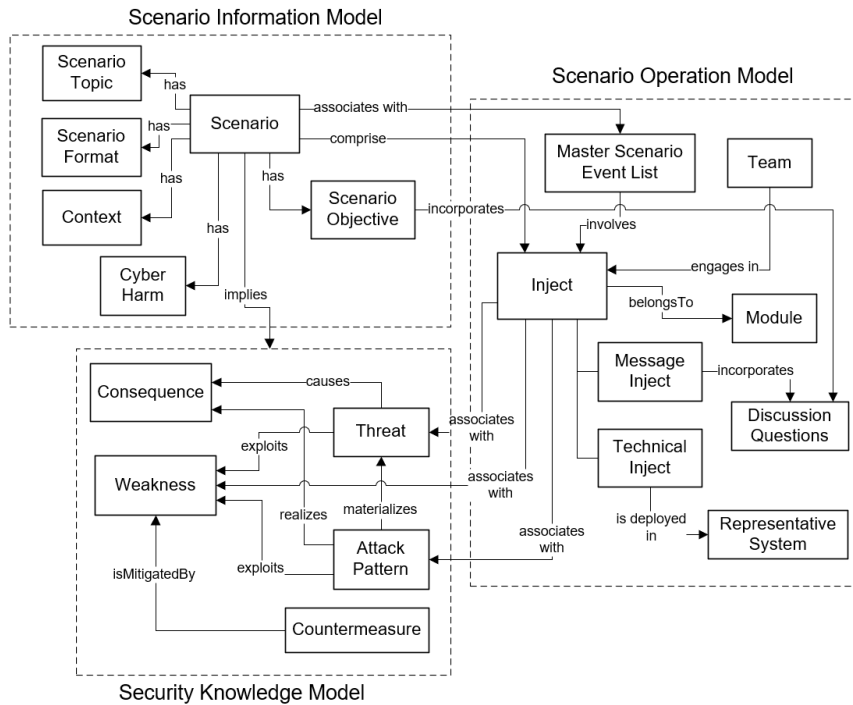 Scenario Information Model
Scenario
Topic
has
Scenario
associates with
Scenario
Format
has
comprise
has
Context
has
Scenario
Objective
incorporates
has
Cyber
Harm
implies
Scenario Operation Model
Master Scenario
Event List
Team
involves
engages in
Inject
belongsTo
Module
Message
Inject
incorporates
Discussion
Questions
Technical
Inject
is deployed
in
Representative
System
associates
with
associates
with
associates
with
Consequence
causes
Threat
exploits
Weakness
realizes
materializes
Attack
Pattern
exploits
isMitigatedBy
Countermeasure
Security Knowledge Model